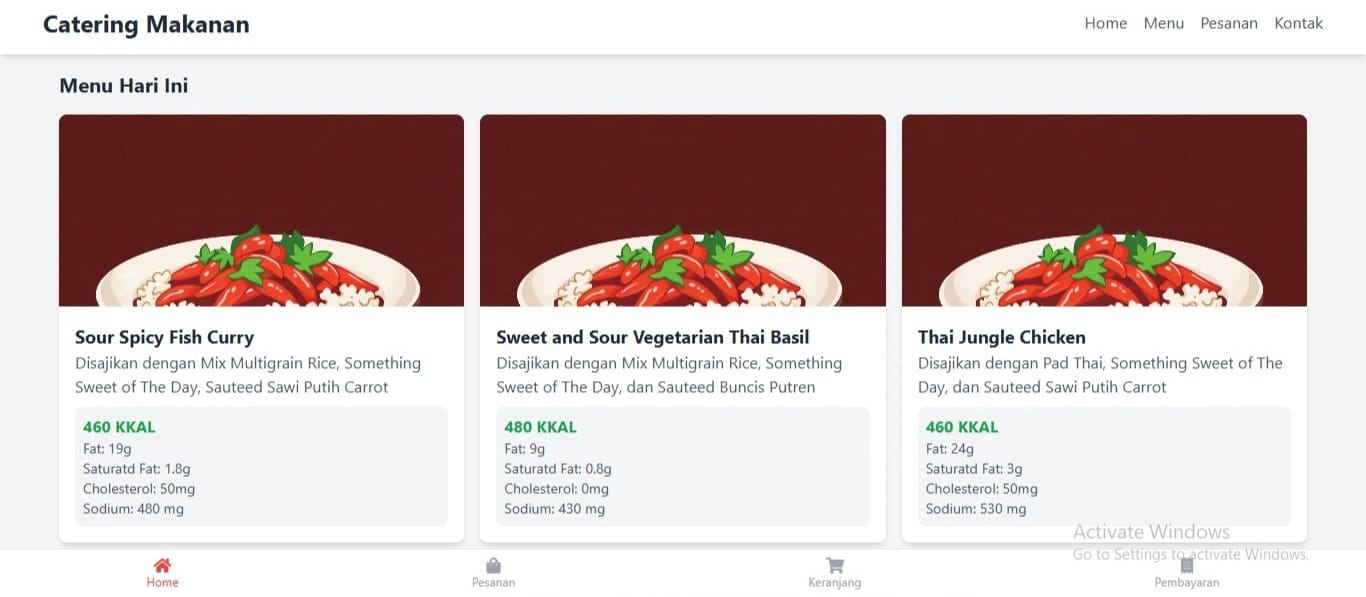 Catering Makanan
Home Menu Pesanan Kontak
Menu Hari Ini
Sour Spicy Fish Curry
Disajikan dengan Mix Multigrain Rice, Something
Sweet of The Day, Sauteed Sawi Putih Carrot
460 KKAL
Fat: 19g
Saturatd Fat: 1.8g
Cholesterol: 50mg
Sodium: 480 mg
Sweet and Sour Vegetarian Thai Basil
Disajikan dengan Mix Multigrain Rice, Something
Sweet of The Day, dan Sauteed Buncis Putren
480 KKAL
Fat: 9g
Saturatd Fat: 0.8g
Cholesterol: 0mg
Sodium: 430 mg
Thai Jungle Chicken
Disajikan dengan Pad Thai, Something Sweet of The
Day, dan Sauteed Sawi Putih Carrot
460 KKAL
Fat: 24g
Saturatd Fat: 3g
Cholesterol: 50mg
Sodium: 530 mg
Activate Windows
Go to Settings to activate Windows.
Home
Pesanan
Keranjang
Pembayaran